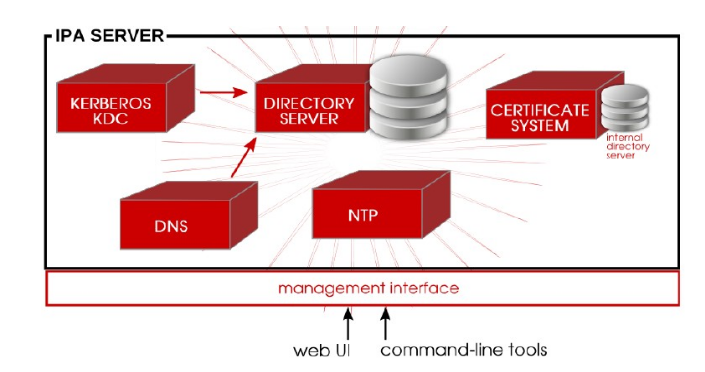 IPA SERVER
KERBEROS
KDC
DIRECTORY
SERVER
CERTIFICATE
SYSTEM
internal
directory
server
DNS
NTP
management interface
web UI
command-line tools